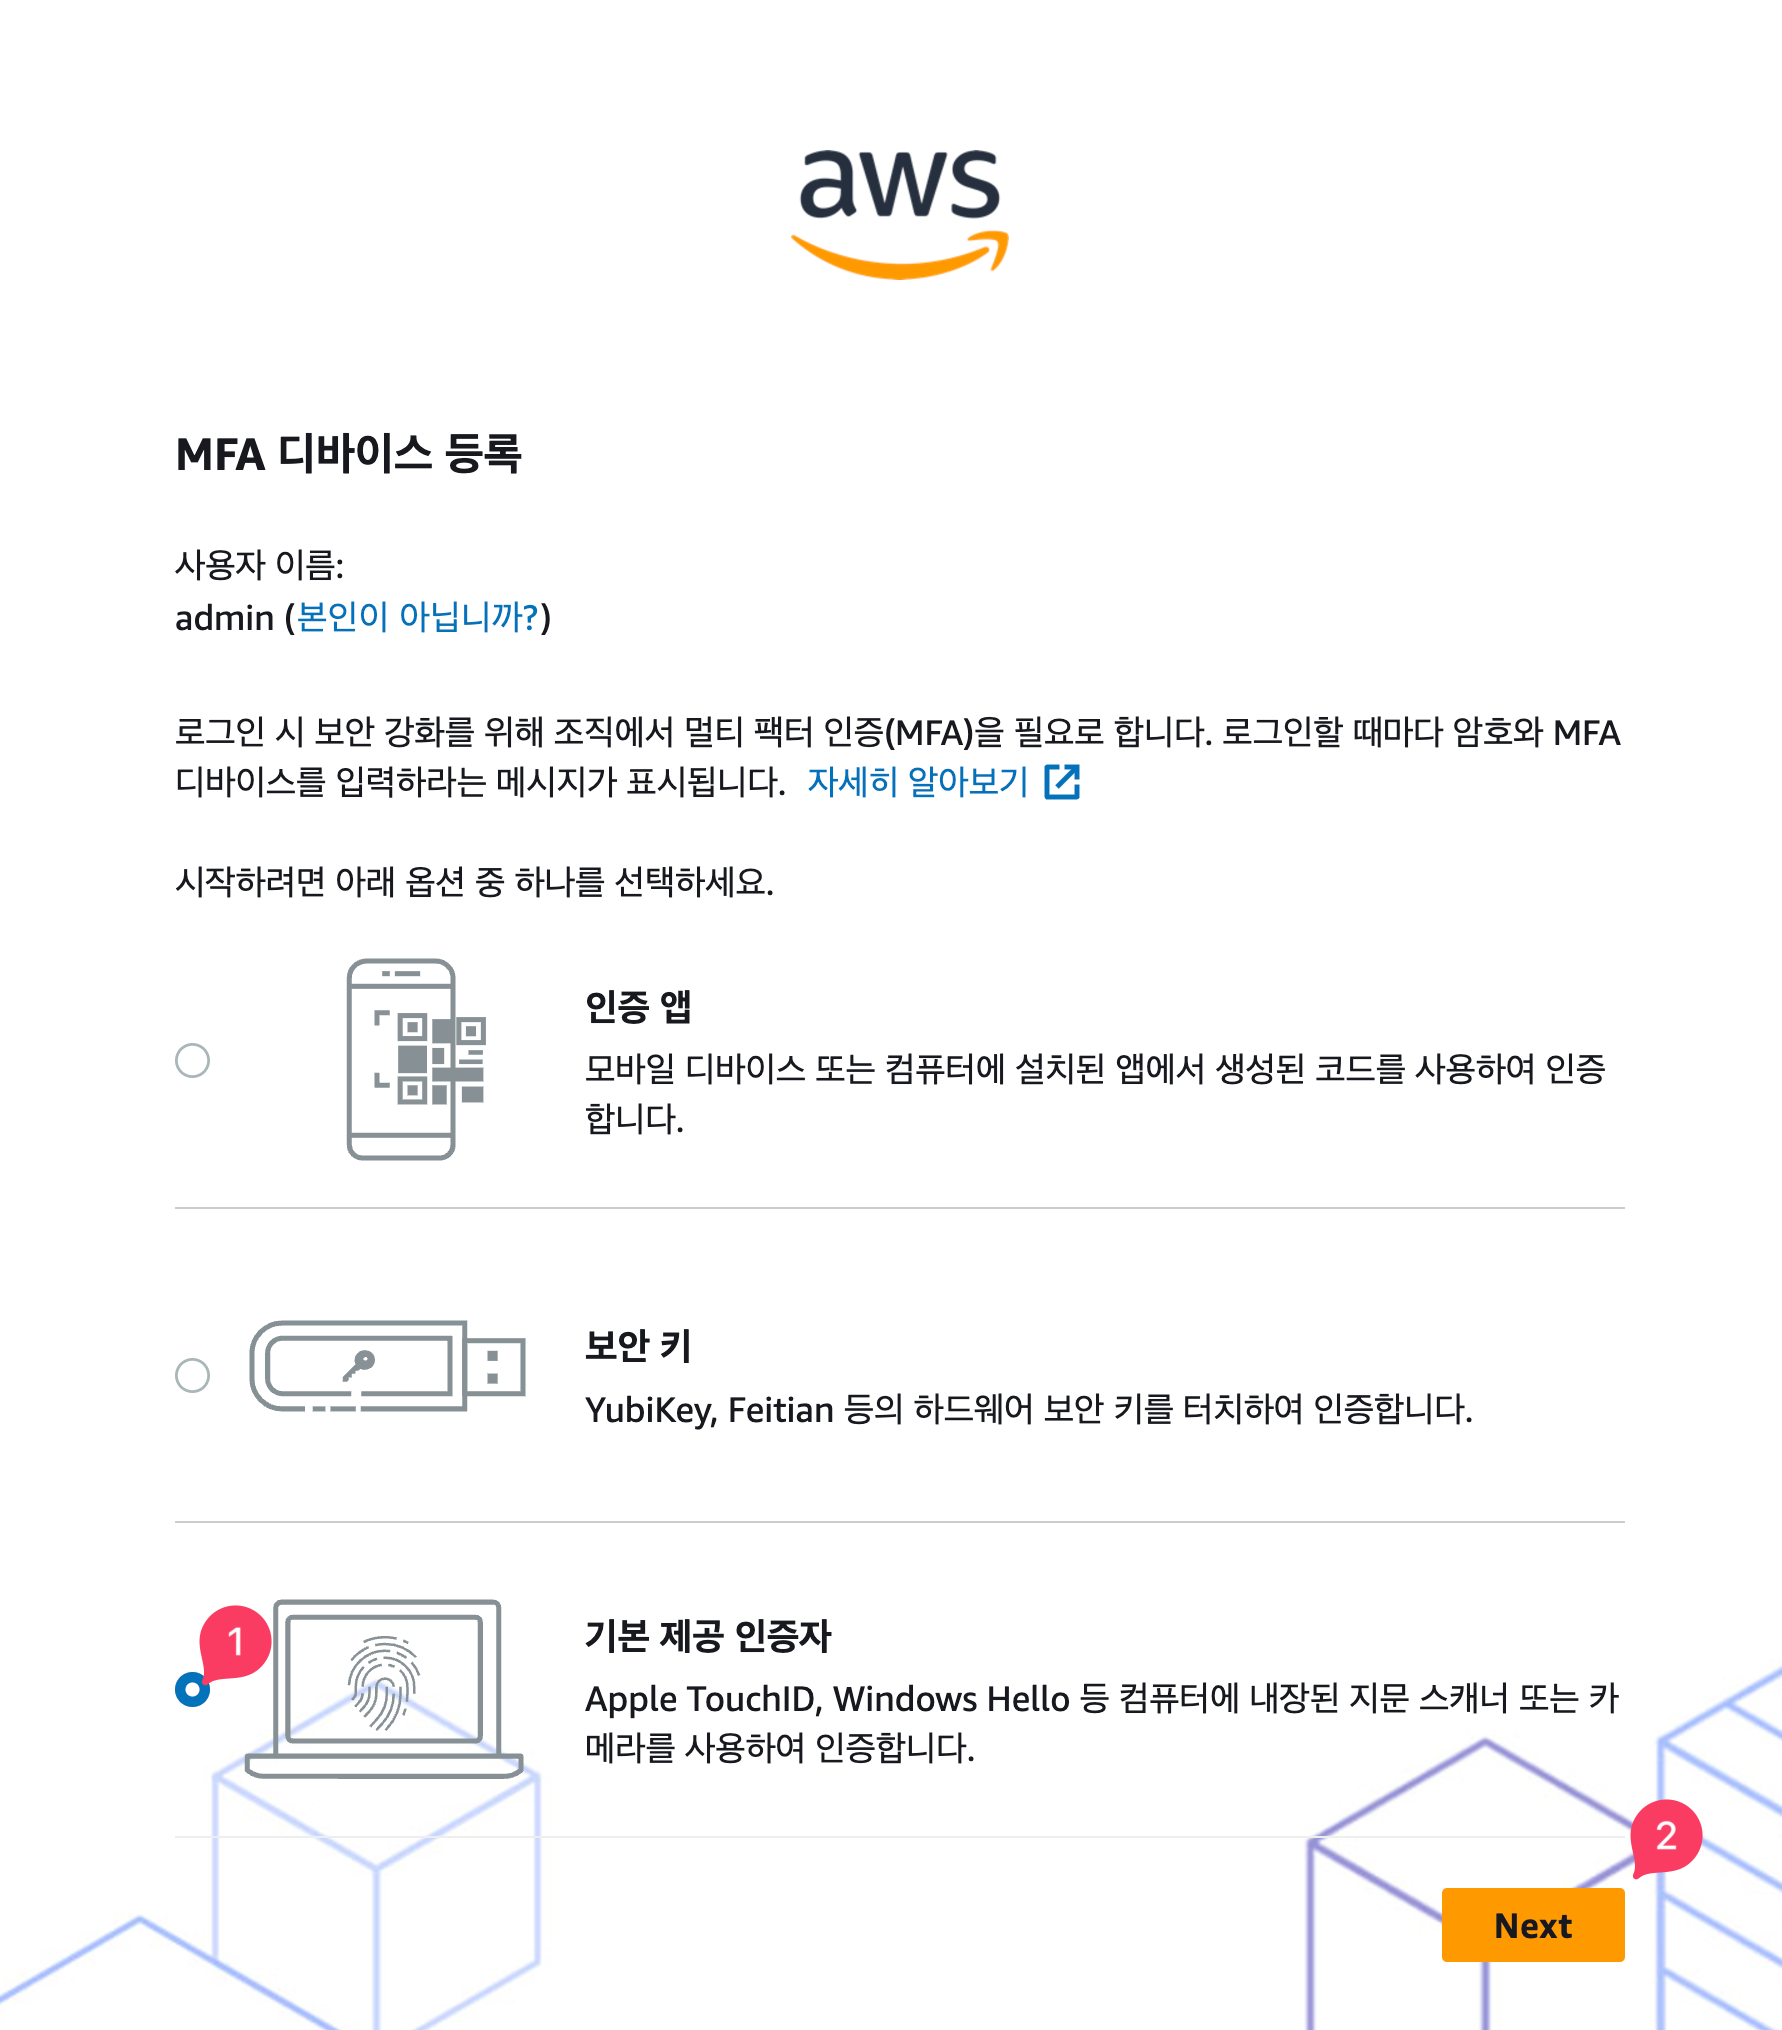 aws
MFA 디바이스 등록
사용자 이름:
admin (본인이 아닙니까?)
로그인 시 보안 강화를 위해 조직에서 멀티 팩터 인증(MFA)을 필요로 합니다. 로그인할 때마다 암호와 MFA
디바이스를 입력하라는 메시지가 표시됩니다. 자세히 알아보기
시작하려면 아래 옵션 중 하나를 선택하세요.
인증 앱
모바일 디바이스 또는 컴퓨터에 설치된 앱에서 생성된 코드를 사용하여 인증
합니다.
보안 키
YubiKey, Feitian 등의 하드웨어 보안 키를 터치하여 인증합니다.
1
기본 제공 인증자
Apple TouchID, Windows Hello 등 컴퓨터에 내장된 지문 스캐너 또는 카
메라를 사용하여 인증합니다.
2
Next